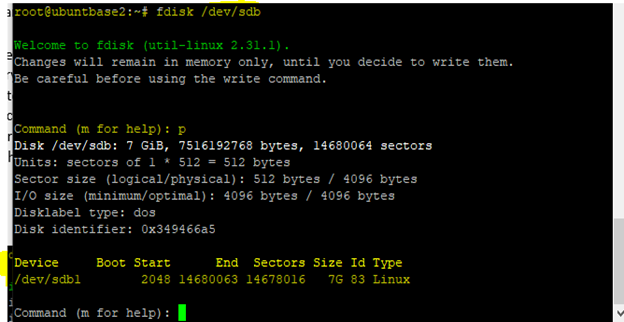 root@ubuntbase2:~# fdisk /dev/sdb
Welcome to fdisk (util-linux 2.31.1).
Changes will remain in memory only, until you decide to write them.
Be careful before using the write command.
Command (m for help): p
Disk /dev/sdb: 7 GiB, 7516192768 bytes, 14680064 sectors
Units: sectors of 1 * 512 = 512 bytes
Sector size (logical/physical): 512 bytes / 4096 bytes
I/O size (minimum/optimal): 4096 bytes / 4096 bytes
Disklabel type: dos
Disk identifier: 0x349466a5
Device     Boot Start      End  Sectors Size Id Type
/dev/sdb1        2048 14680063 14678016   7G 83 Linux
Command (m for help):